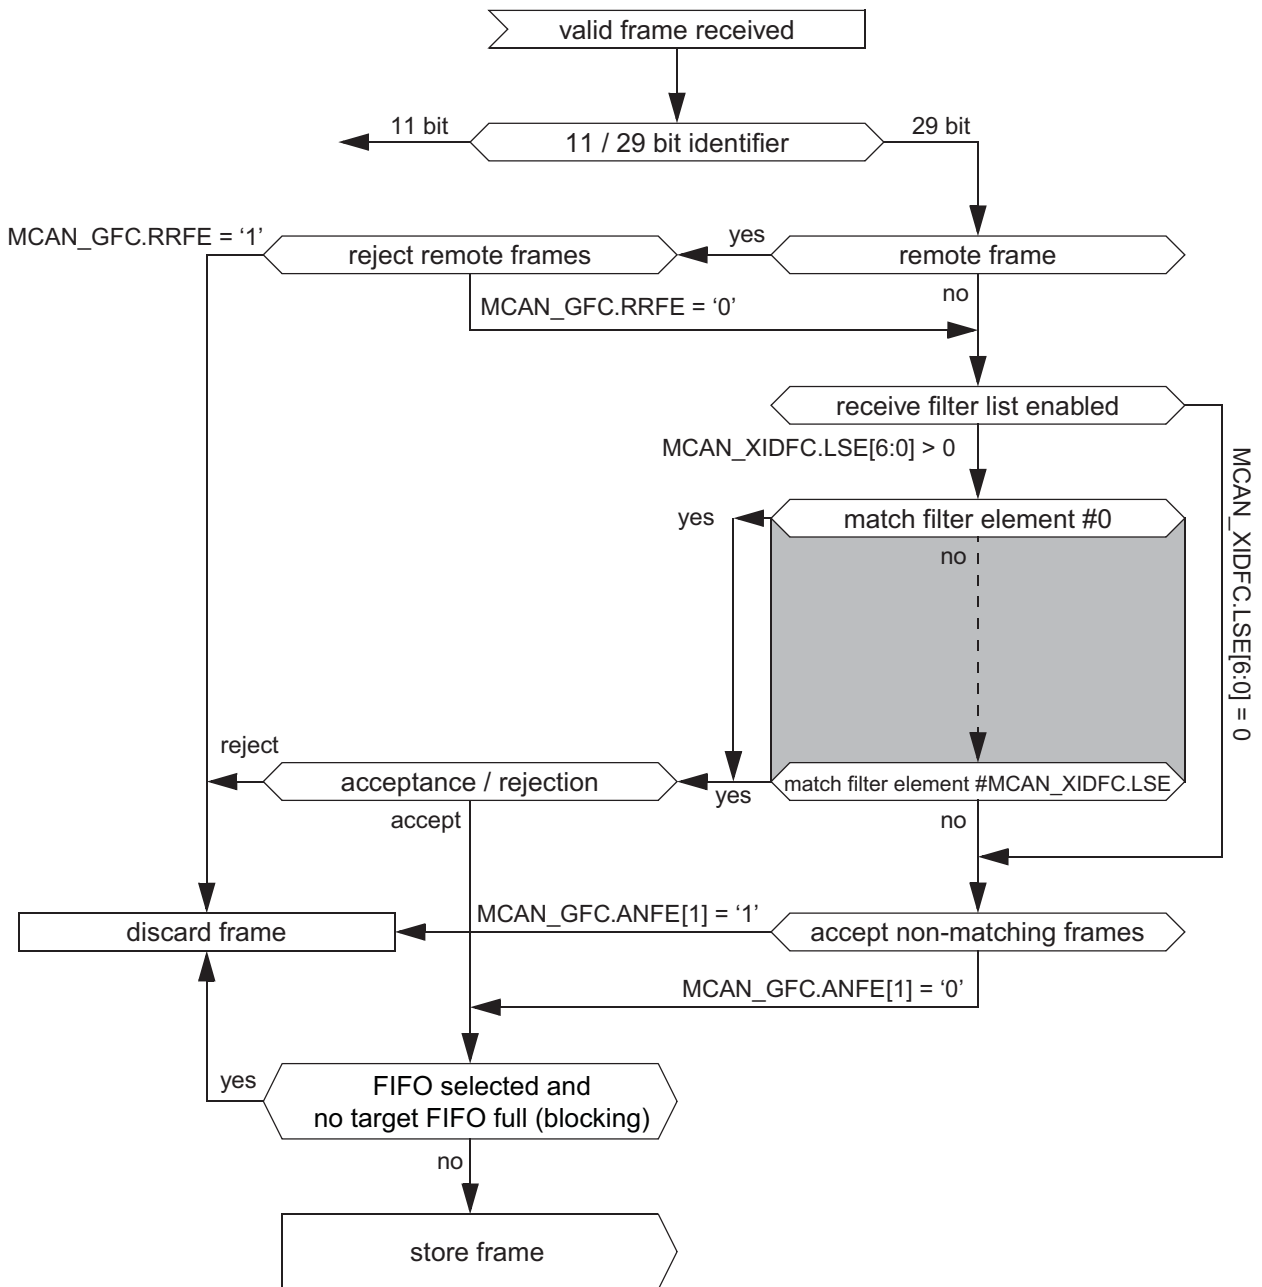 valid frame received
11 bit
11 / 29 bit identifier
29 bit
MCAN_GFC.RRFE = ‘1’
reject remote frames
yes
remote frame
MCAN_GFC.RRFE = ‘0’
no
receive filter list enabled
MCAN_XIDFC.LSE[6:0] > 0
MCAN_XIDFC.LSE[6:0] = 0
yes
match filter element #0
no
reject
acceptance / rejection
yes
match filter element #MCAN_XIDFC.LSE
accept
no
discard frame
MCAN_GFC.ANFE[1] = ‘1’
accept non-matching frames
MCAN_GFC.ANFE[1] = ‘0’
yes
FIFO selected and
no target FIFO full (blocking)
no
store frame